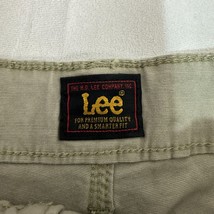 THE H.D. LEE COMPANY, INC.
Lee®
FOR PREMIUM QUALITY
AND A SMARTER FIT